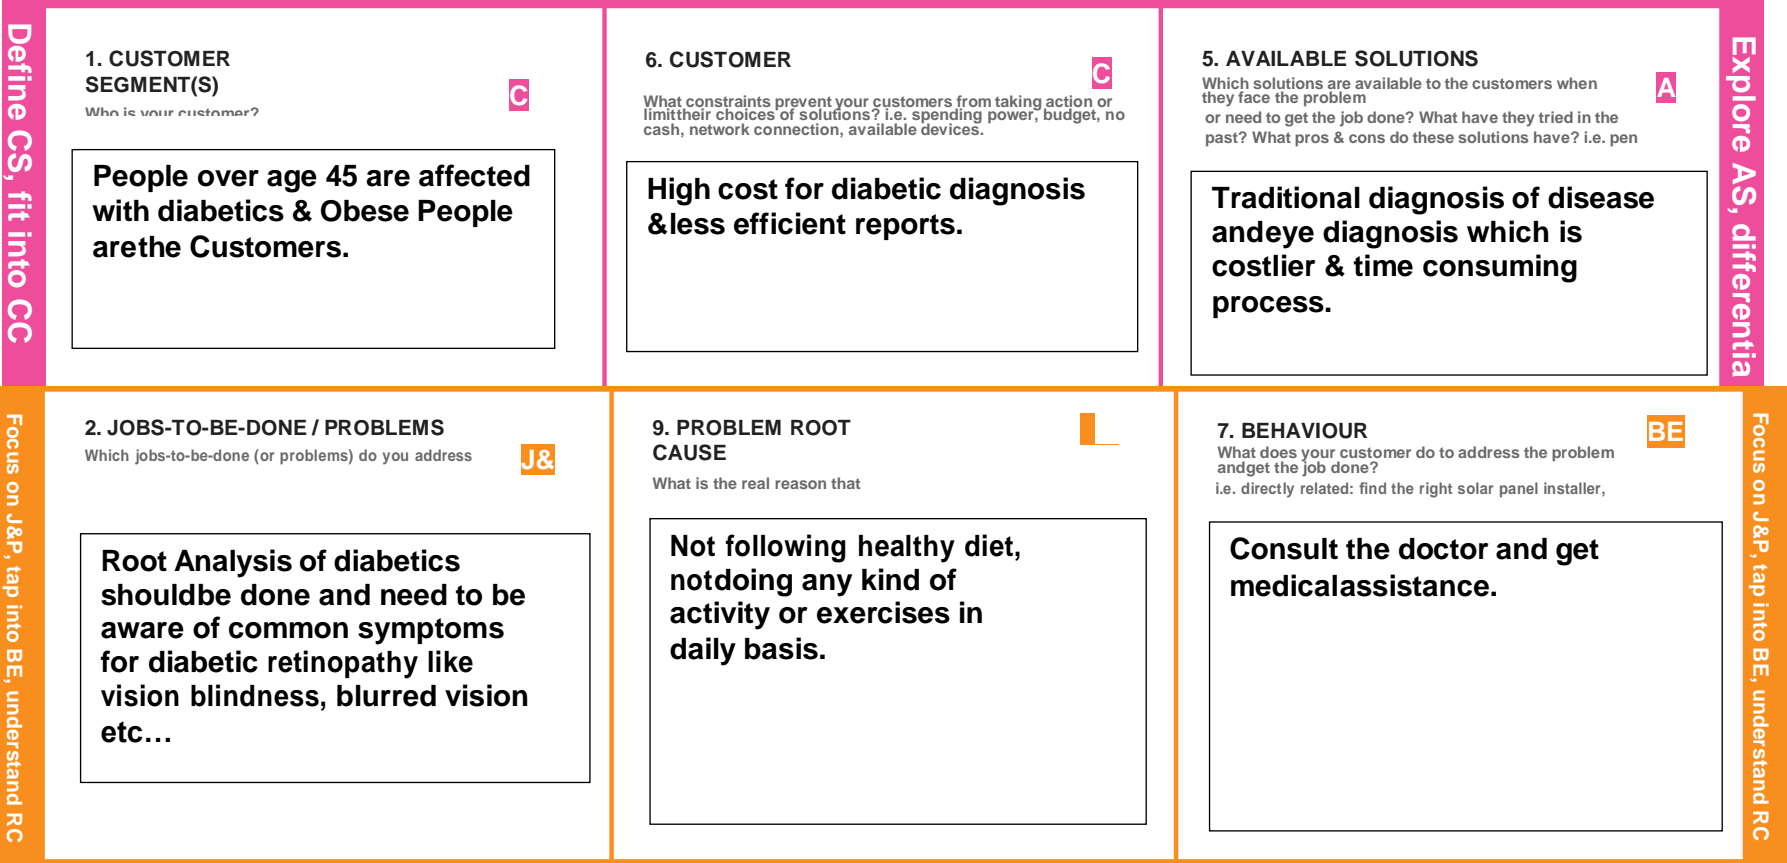 Define CS, fit into CC
1. CUSTOMER
SEGMENT(S)
Who is your customer?
C
People over age 45 are affected
with diabetics & Obese People
arethe Customers.
6. CUSTOMER
C
What constraints prevent your customers from taking action or
limittheir choices of solutions? i.e. spending power, budget, no
cash, network connection, available devices.
High cost for diabetic diagnosis
&less efficient reports.
5. AVAILABLE SOLUTIONS
Which solutions are available to the customers when
they face the problem
A
or need to get the job done? What have they tried in the
past? What pros & cons do these solutions have? i.e. pen
Traditional diagnosis of disease
andeye diagnosis which is
costlier & time consuming
process.
Explore AS, differentia
Focus on J&P, tap into BE, understand RC
2. JOBS-TO-BE-DONE / PROBLEMS
Which jobs-to-be-done (or problems) do you address
J&
Root Analysis of diabetics
shouldbe done and need to be
aware of common symptoms
for diabetic retinopathy like
vision blindness, blurred vision
etc…
9. PROBLEM ROOT
CAUSE
What is the real reason that
Not following healthy diet,
notdoing any kind of
activity or exercises in
daily basis.
7. BEHAVIOUR
BE
What does your customer do to address the problem
andget the job done?
i.e. directly related: find the right solar panel installer,
Consult the doctor and get
medicalassistance.
Focus on J&P, tap into BE, understand RC